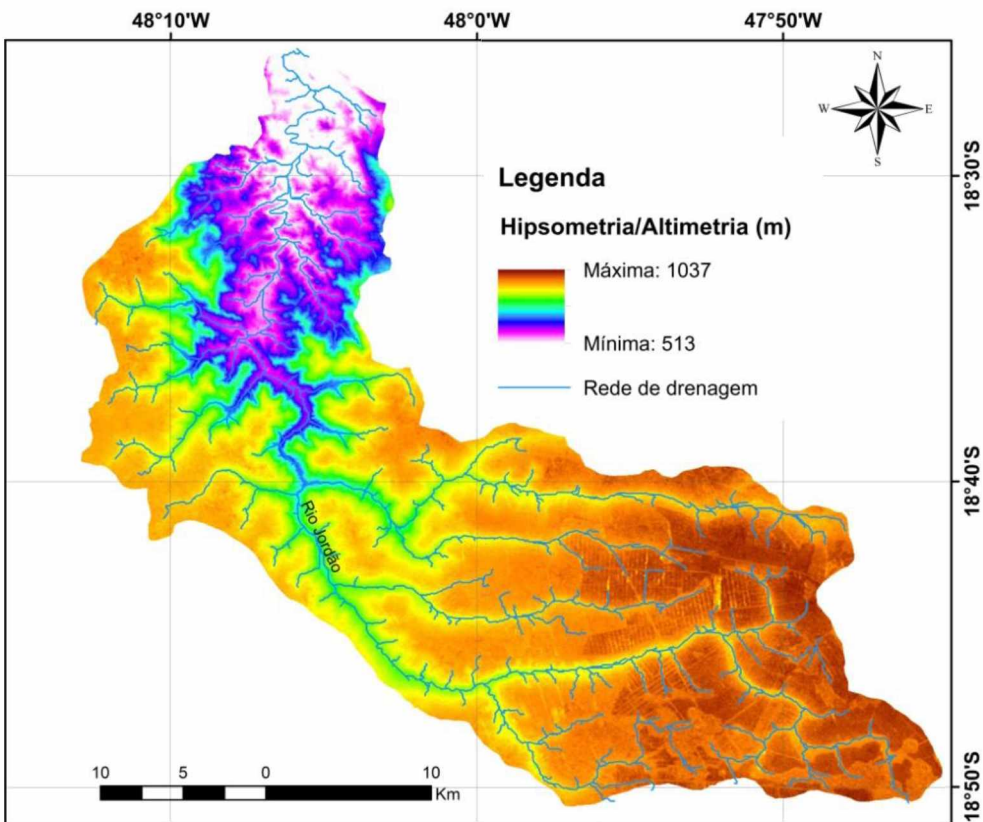 48°10'W 48°0'W 47°50'W
N
W E
S
18°30'S
Legenda
Hipsometria/Altimetria (m)
Máxima: 1037
Mínima: 513
Rede de drenagem
18°40'S
Rio Jordão
10 5 0 10
Km
18°50'S